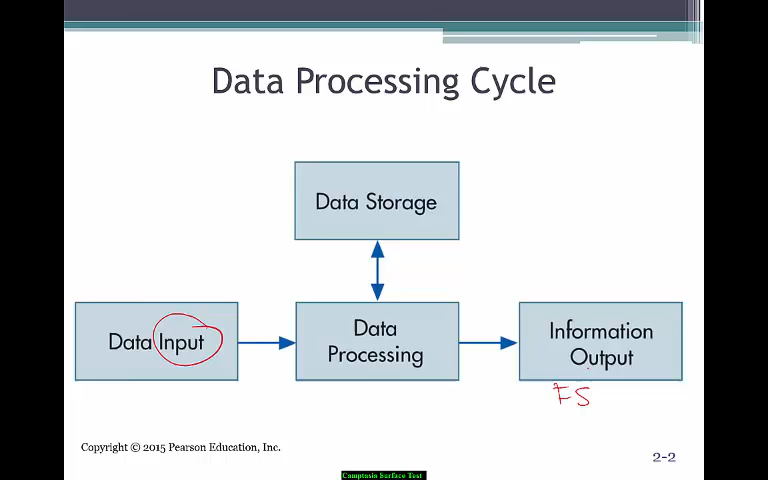 Data Processing Cycle
Data Storage
Data Input
Data
Processing
Information
Output
FS
Copyright © 2015 Pearson Education, Inc.
2-2
Camptasia Surface Test